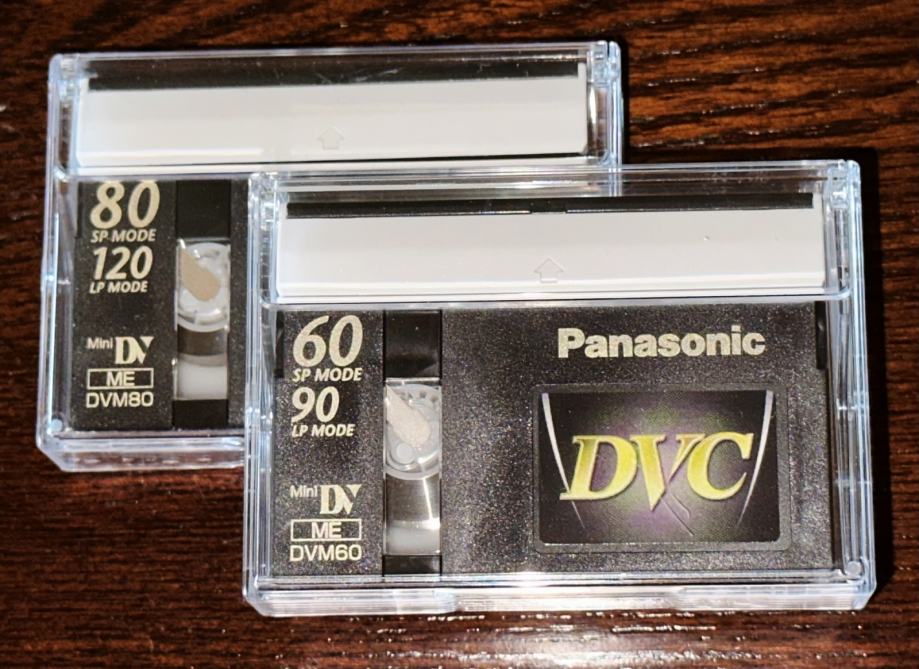 80
SP MODE
120
LP MODE
Mini DV
ME
DVM80
60
SP MODE
90
LP MODE
Mini DV
ME
DVM60
Panasonic
DVC